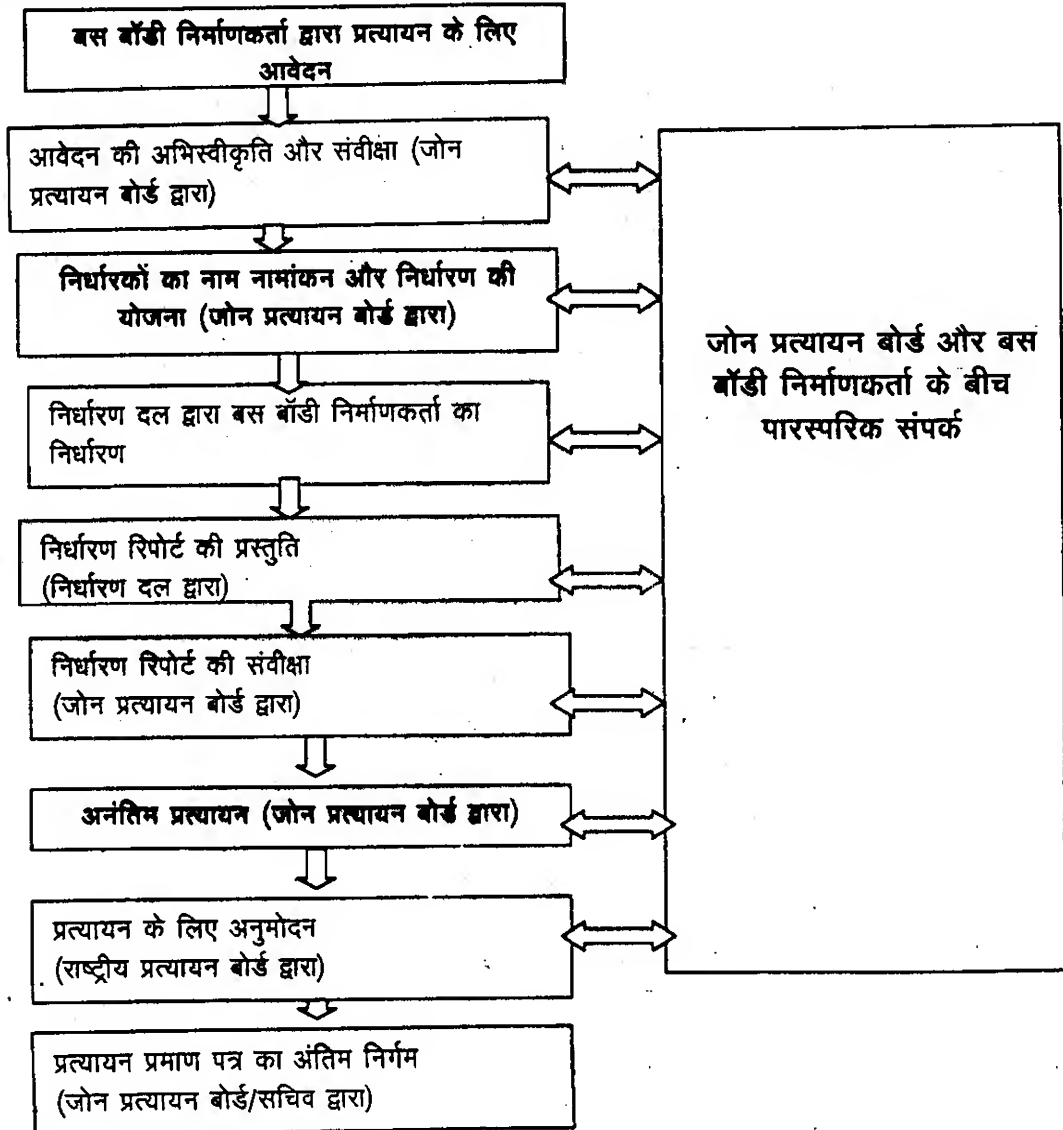 बस बॉडी निर्माणकर्ता द्वारा प्रत्यायन के लिए
आवेदन
आवेदन की अभिस्वीकृति और संवीक्षा (जोन
प्रत्यायन बोर्ड द्वारा)
निर्धारकों का नाम नामांकन और निर्धारण की
योजना (जोन प्रत्यायन बोर्ड द्वारा)
निर्धारण दल द्वारा बस बॉडी निर्माणकर्ता का
निर्धारण
निर्धारण रिपोर्ट की प्रस्तुति
(निर्धारण दल द्वारा)
निर्धारण रिपोर्ट की संवीक्षा
(जोन प्रत्यायन बोर्ड द्वारा)
अनंतिम प्रत्यायन (जोन प्रत्यायन बोर्ड द्वारा)
प्रत्यायन के लिए अनुमोदन
(राष्ट्रीय प्रत्यायन बोर्ड द्वारा)
प्रत्यायन प्रमाण पत्र का अंतिम निर्गम
(जोन प्रत्यायन बोर्ड/सचिव द्वारा)
जोन प्रत्यायन बोर्ड और बस
बॉडी निर्माणकर्ता के बीच
पारस्परिक संपर्क